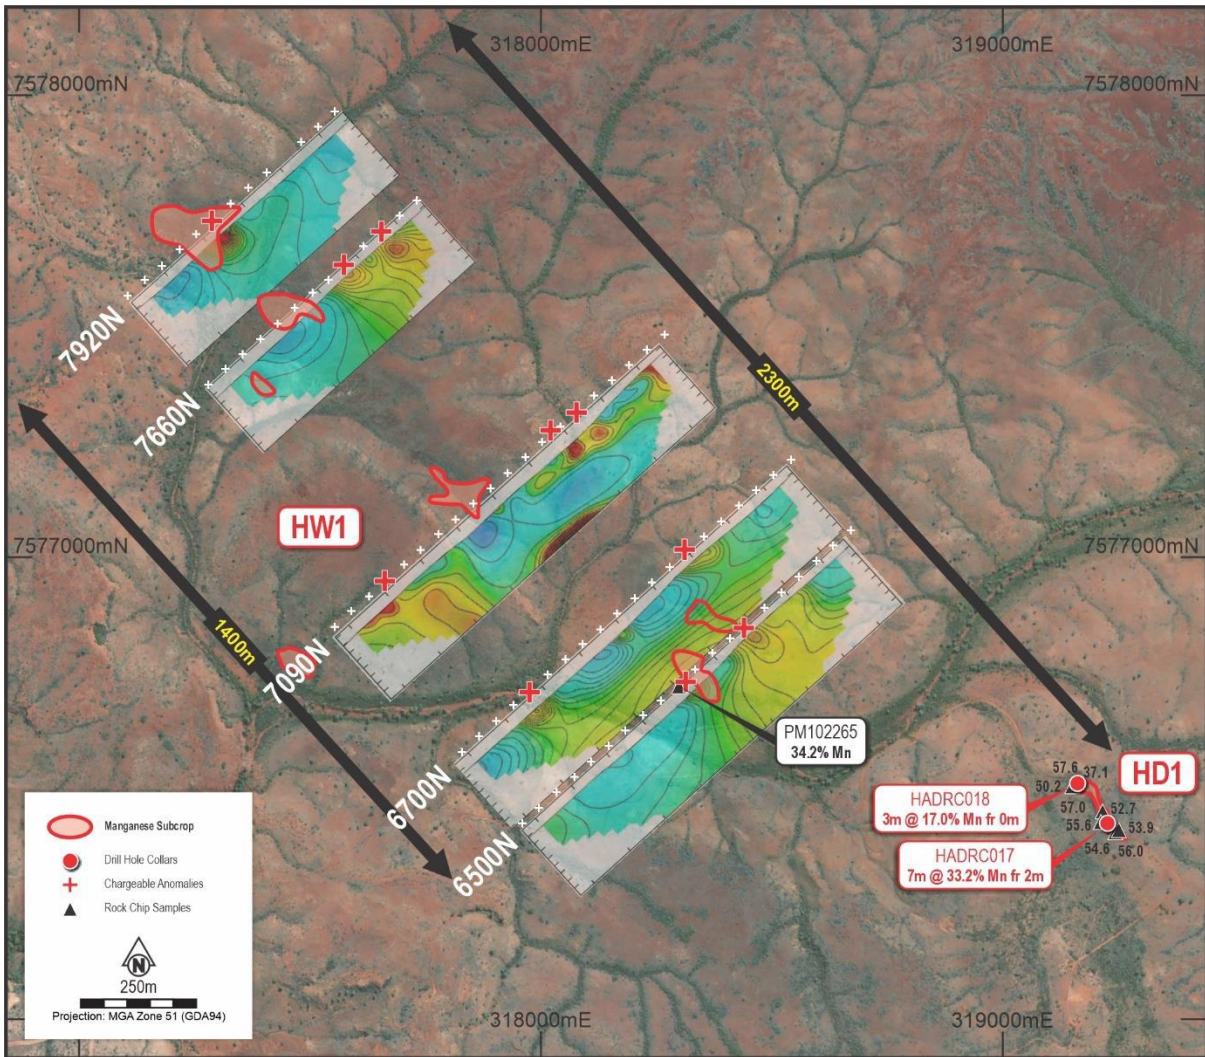 318000mE
319000mE
7578000mN
7578000mN
7920N
7660N
2300m
HW1
7577000mN
7577000mN
1400m
7090N
PM102265
34.2% Mn
6700N
6500N
HD1
57.6
37.1
50.2
HADRC018
3m @ 17.0% Mn fr 0m
57.0
52.7
55.6
53.9
54.6
56.0
HADRC017
7m @ 33.2% Mn fr 2m
Manganese Subcrop
Drill Hole Collars
Chargeable Anomalies
Rock Chip Samples
N
250m
Projection: MGA Zone 51 (GDA94)
318000mE
319000mE